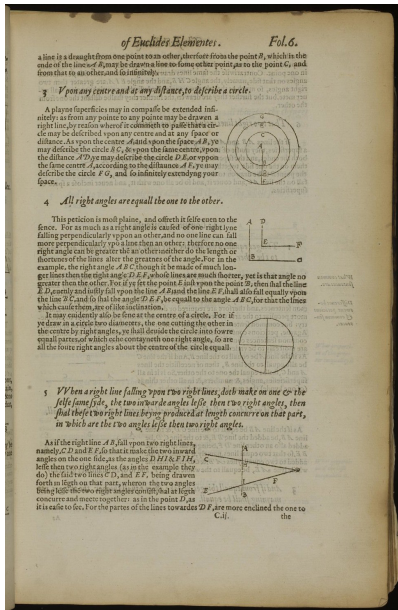 of Euclides Elementes. Fol.6.
a line is a draught from one point to an other, therfore from the point B, which is the
ende of the line A B, may be drawn a line to some other point, as to the point C, and
from that to an other, and so infinitely.
3 Vpon any centre and at any distance, to describe a circle.
A playne superficies may in compasse be extended infi-
nitely: as from any pointe to any pointe may be drawen a
right line, by reason wherof it commeth to passe that a cir-
cle may be described vpon any centre and at any space or
distance. As vpon the centre A, and vpon the space A B, ye
may describe the circle B C, & vpon the same centre, vpon
the distance A D, ye may describe the circle D E, or vppon
the same centre A, according to the distaunce A F, ye may
describe the circle F G, and so infinitely extendyng your
space.
4 All right angles are equall the one to the other.
This peticion is most plaine, and offreth it selfe euen to the
sence. For as much as a right angle is caused of one right lyne
falling perpendicularly vppon an other, and no one line can fall
more perpendicularly vpō a line then an other: therfore no one
right angle can be greater thē an other: neither do the length or
shortenes of the lines alter the greatnes of the angle. For in the
example, the right angle A B C, though it be made of much lon-
ger lines then the right angle D E F, whose lines are much shorter, yet is that angle no
greater then the other. For if ye set the point E iust vpon the point B: then shal the line
E D, euenly and iustly fall vpon the line A B, and the line E F, shall also fall equally vpon
the line B C, and so shal the angle D E F, be equall to the angle A B C, for that the lines
which cause them, are of like inclination.
It may euidently also be sene at the centre of a circle. For if
ye draw in a circle two diameters, the one cutting the other in
the centre by right angles, ye shall deuide the circle into fowre
equall partes, of which eche contayneth one right angle, so are
all the foure right angles about the centre of the circle equall.
5 VVhen a right line falling vpon two right lines, doth make on one & the
selfe same syde, the two inwarde angles lesse then two right angles, then
shal these two right lines beyng produced at length concurre on that part,
in which are the two angles lesse then two right angles.
As if the right line A B, fall vpon two right lines,
namely, C D and E F, so that it make the two inward
angles on the one side, as the angles D H I & F I H,
lesse then two right angles (as in the example they
do) the said two lines C D, and E F, being drawen
forth in lēgth on that part, wheron the two angles
being lesse thē two right angles consist, shal at légth
concurre and meete together: as in the point D, as
it is easie to see. For the partes of the lines towardes D F, are more enclined the one to
C.ij. the